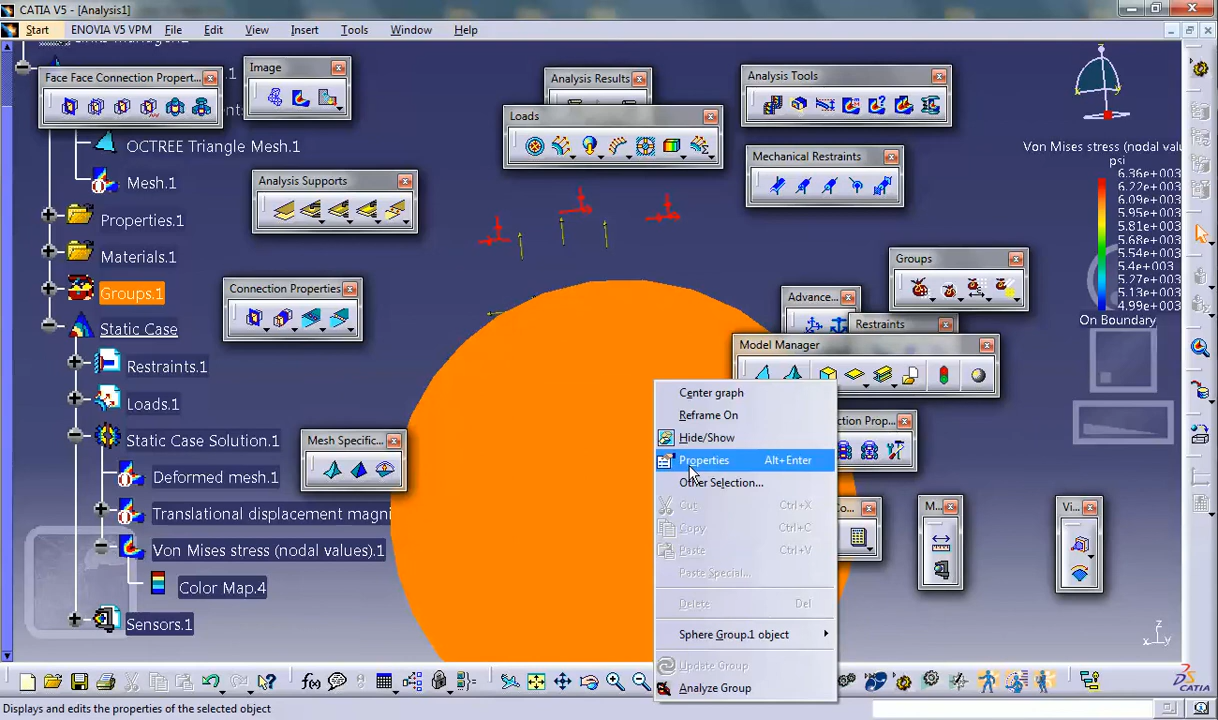 CATIA V5 - [Analysis1]
Start ENOVIA V5 VPM File Edit View Insert Tools Window Help
Face Face Connection Propert...
Image
Analysis Results
Analysis Tools
Loads
Mechanical Restraints
Von Mises stress (nodal valu
psi
6.36e+003
6.22e+003
6.09e+003
5.95e+003
5.81e+003
5.68e+003
5.54e+003
5.4e+003
5.27e+003
5.13e+003
4.99e+003
On Boundary
OCTREE Triangle Mesh.1
Mesh.1
Analysis Supports
Properties.1
Materials.1
Groups
Groups.1
Connection Properties
Advance...
Restraints
Static Case
Model Manager
Restraints.1
Loads.1
Center graph
Reframe On
Hide/Show
Properties Alt+Enter
Other Selection...
Cut Ctrl+X
Copy Ctrl+C
Paste Ctrl+V
Paste Special...
Delete Del
Sphere Group.1 object
Update Group
Analyze Group
ction Prop...
Static Case Solution.1
Mesh Specific...
Deformed mesh.1
Translational displacement magni
M...
Vi...
Von Mises stress (nodal values).1
Color Map.4
Sensors.1
z
x
y
f(x)
Displays and edits the properties of the selected object